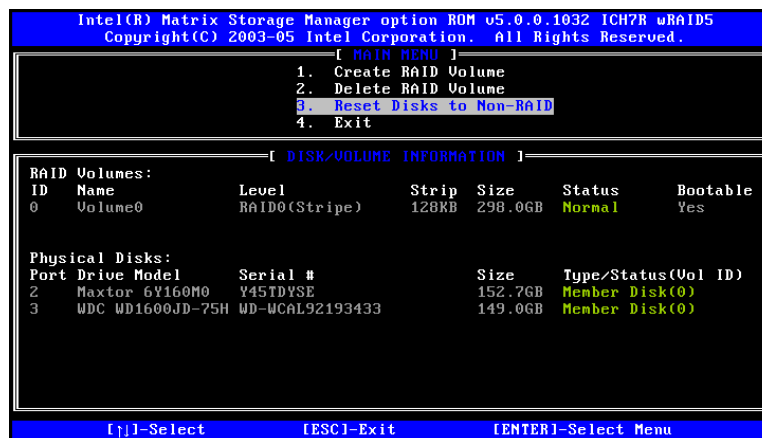 Intel(R) Matrix Storage Manager option ROM v5.0.0.1032 ICH7R wRAID5
Copyright(C) 2003-05 Intel Corporation. All Rights Reserved.
[ MAIN MENU ]
1. Create RAID Volume
2. Delete RAID Volume
3. Reset Disks to Non-RAID
4. Exit
[ DISK/VOLUME INFORMATION ]
RAID Volumes:
ID Name Level Strip Size Status Bootable
0 Volume0 RAID0(Stripe) 128KB 298.0GB Normal Yes
Physical Disks:
Port Drive Model Serial # Size Type/Status(Vol ID)
2 Maxtor 6Y160M0 Y45TDYSE 152.7GB Member Disk(0)
3 WDC WD1600JD-75H WD-WCAL92193433 149.0GB Member Disk(0)
[↑↓]-Select [ESC]-Exit [ENTER]-Select Menu